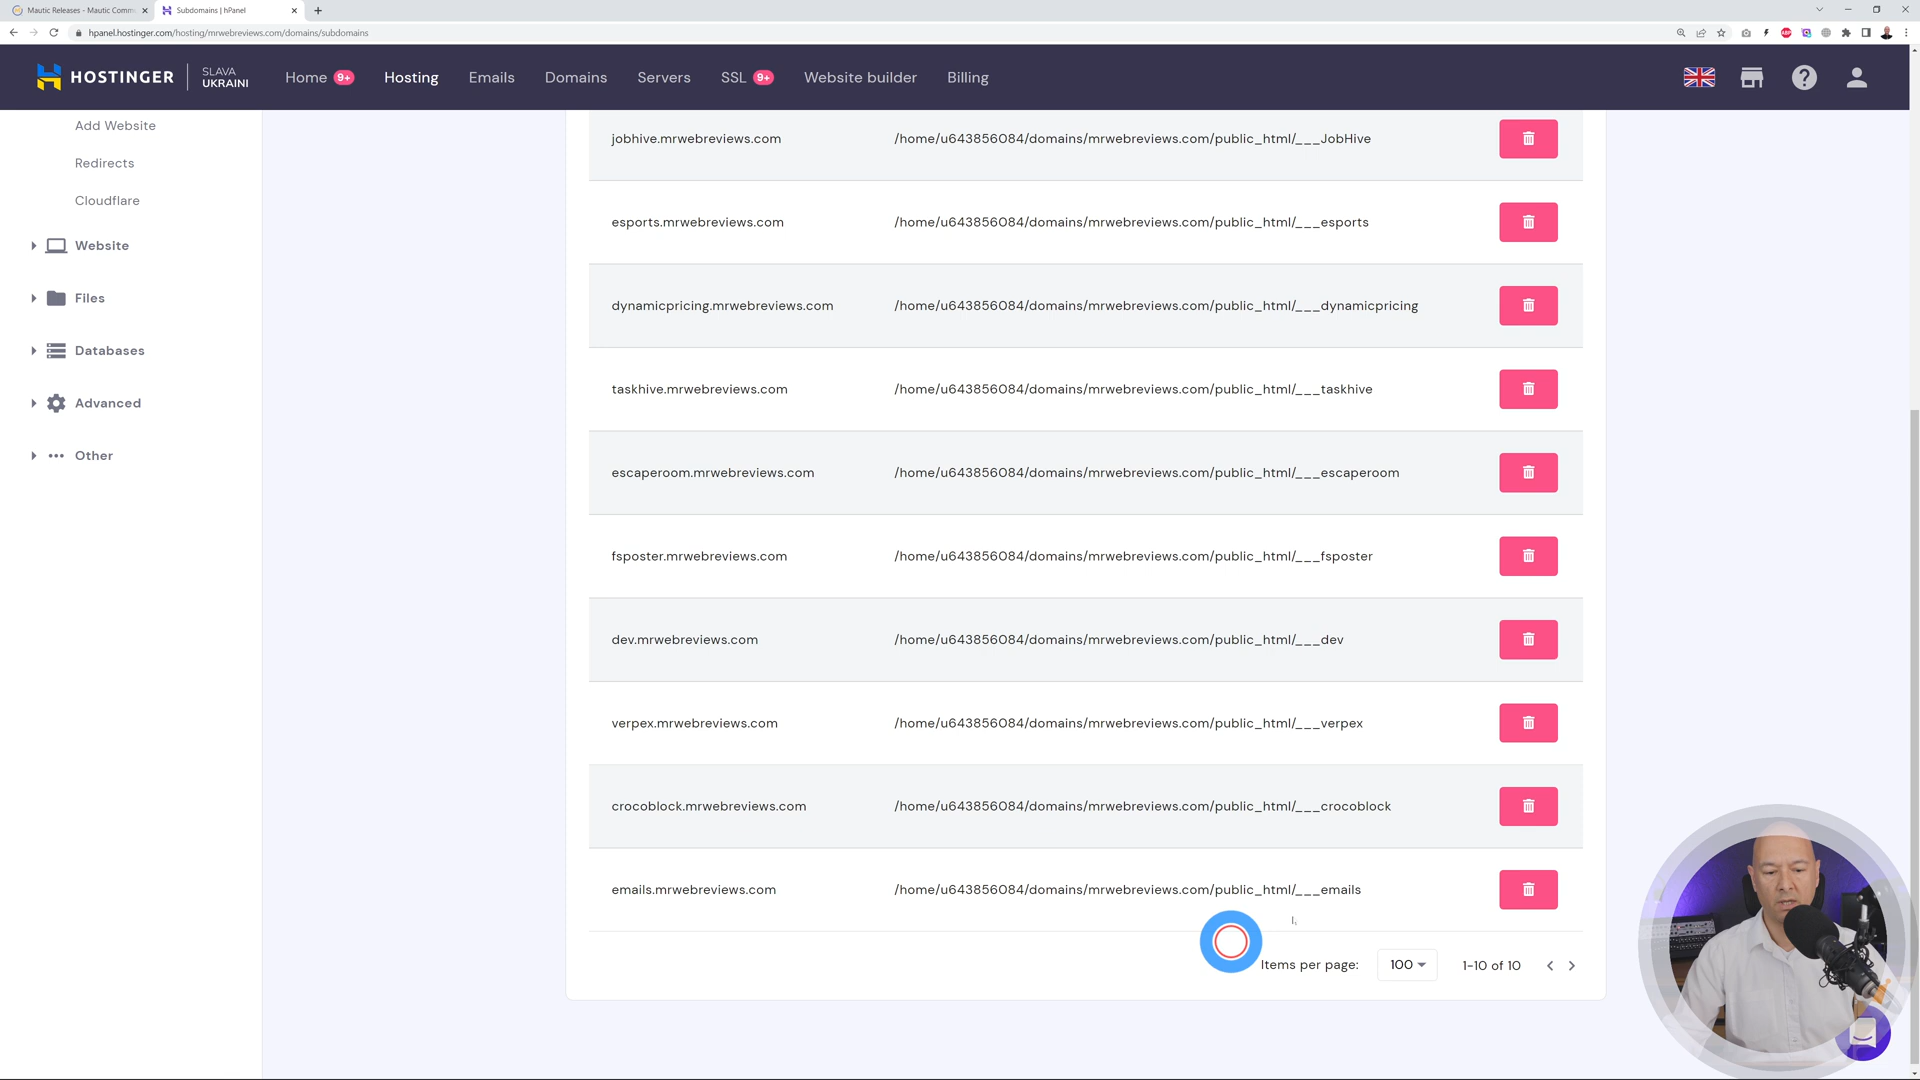 Mautic Releases - Mautic Comm
Subdomains | hPanel
hpanel.hostinger.com/hosting/mrwebreviews.com/domains/subdomains
HOSTINGER
SLAVA
UKRAINI
Home 9+
Hosting
Emails
Domains
Servers
SSL 9+
Website builder
Billing
Add Website
Redirects
Cloudflare
Website
Files
Databases
Advanced
Other
jobhive.mrwebreviews.com /home/u643856084/domains/mrwebreviews.com/public_html/___JobHive
esports.mrwebreviews.com /home/u643856084/domains/mrwebreviews.com/public_html/___esports
dynamicpricing.mrwebreviews.com /home/u643856084/domains/mrwebreviews.com/public_html/___dynamicpricing
taskhive.mrwebreviews.com /home/u643856084/domains/mrwebreviews.com/public_html/___taskhive
escaperoom.mrwebreviews.com /home/u643856084/domains/mrwebreviews.com/public_html/___escaperoom
fsposter.mrwebreviews.com /home/u643856084/domains/mrwebreviews.com/public_html/___fsposter
dev.mrwebreviews.com /home/u643856084/domains/mrwebreviews.com/public_html/___dev
verpex.mrwebreviews.com /home/u643856084/domains/mrwebreviews.com/public_html/___verpex
crocoblock.mrwebreviews.com /home/u643856084/domains/mrwebreviews.com/public_html/___crocoblock
emails.mrwebreviews.com /home/u643856084/domains/mrwebreviews.com/public_html/___emails
Items per page: 100 1-10 of 10